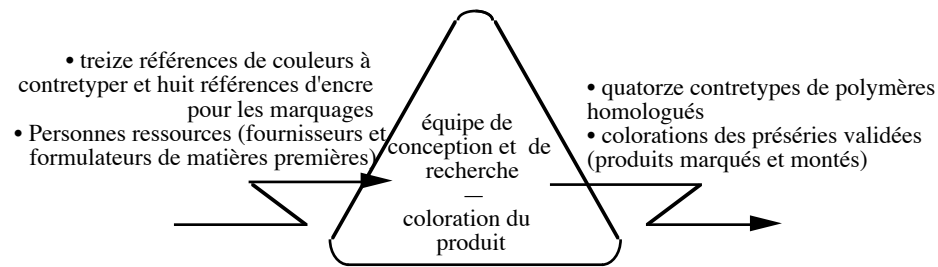 • treize références de couleurs à
contretyper et huit références d'encre
pour les marquages
• Personnes ressources (fournisseurs et
formulateurs de matières premières)
équipe de
conception et de
recherche
—
coloration du
produit
• quatorze contretypes de polymères
homologués
• colorations des préséries validées
(produits marqués et montés)